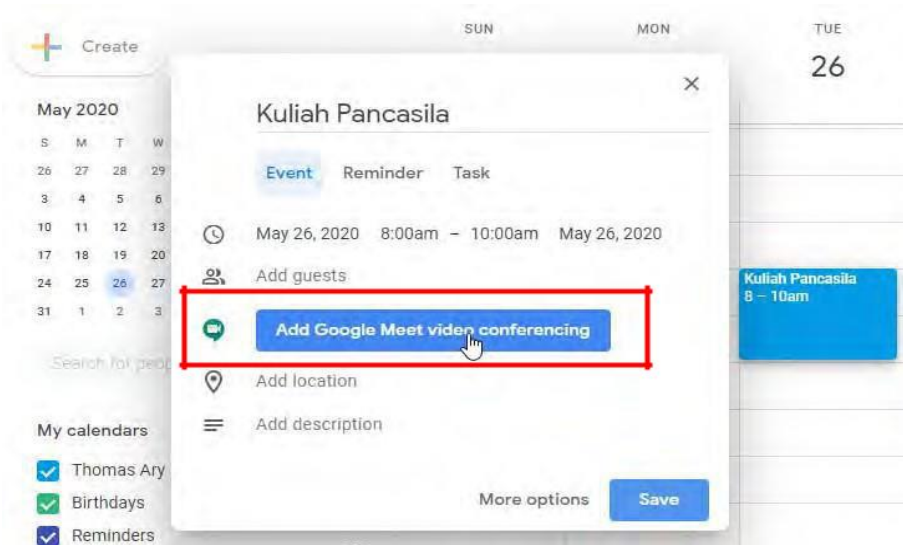 Create
May 2020
S M T W
26 27 28 29
3 4 5 6
10 11 12 13
17 18 19 20
24 25 26 27
31 1 2 3
Search for peop
My calendars
Thomas Ary
Birthdays
Reminders
Kuliah Pancasila
Event Reminder Task
May 26, 2020 8:00am – 10:00am May 26, 2020
Add guests
Add Google Meet video conferencing
Add location
Add description
More options Save
SUN MON TUE
26
Kuliah Pancasila
8 – 10am